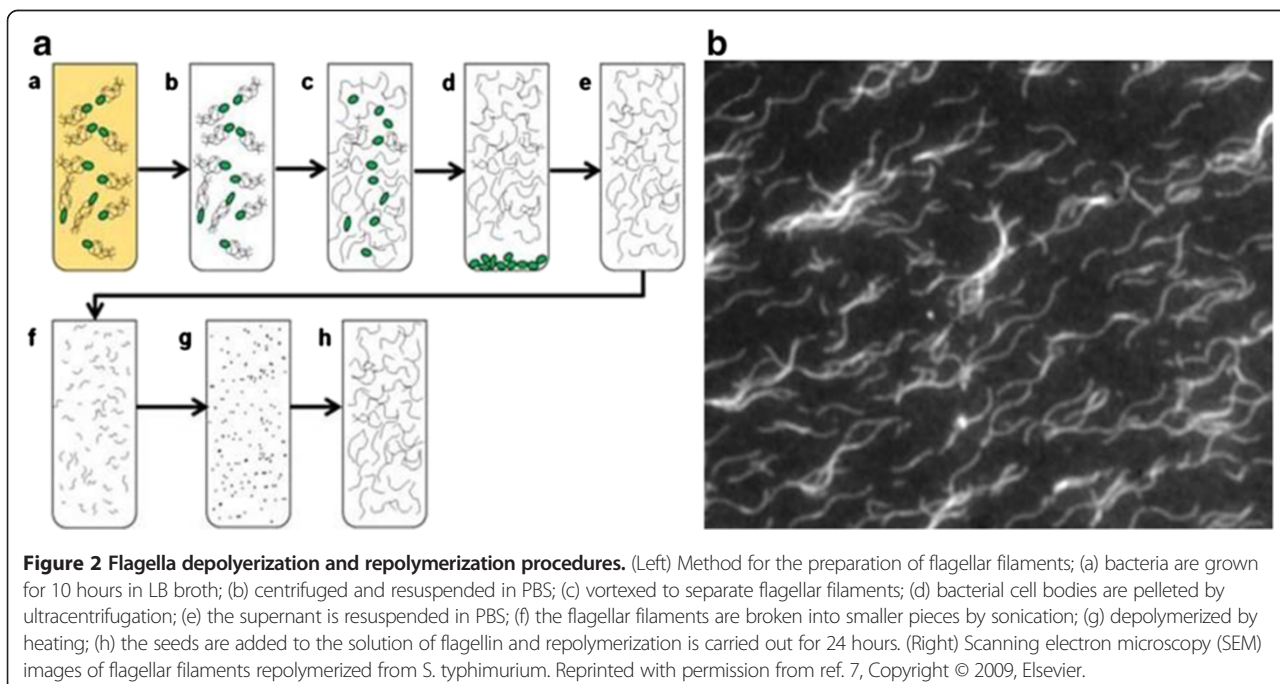 a
b
a
b
c
d
e
f
g
h
Figure 2 Flagella depolyerization and repolymerization procedures. (Left) Method for the preparation of flagellar filaments; (a) bacteria are grown
for 10 hours in LB broth; (b) centrifuged and resuspended in PBS; (c) vortexed to separate flagellar filaments; (d) bacterial cell bodies are pelleted by
ultracentrifugation; (e) the supernant is resuspended in PBS; (f) the flagellar filaments are broken into smaller pieces by sonication; (g) depolymerized by
heating; (h) the seeds are added to the solution of flagellin and repolymerization is carried out for 24 hours. (Right) Scanning electron microscopy (SEM)
images of flagellar filaments repolymerized from S. typhimurium. Reprinted with permission from ref. 7, Copyright © 2009, Elsevier.